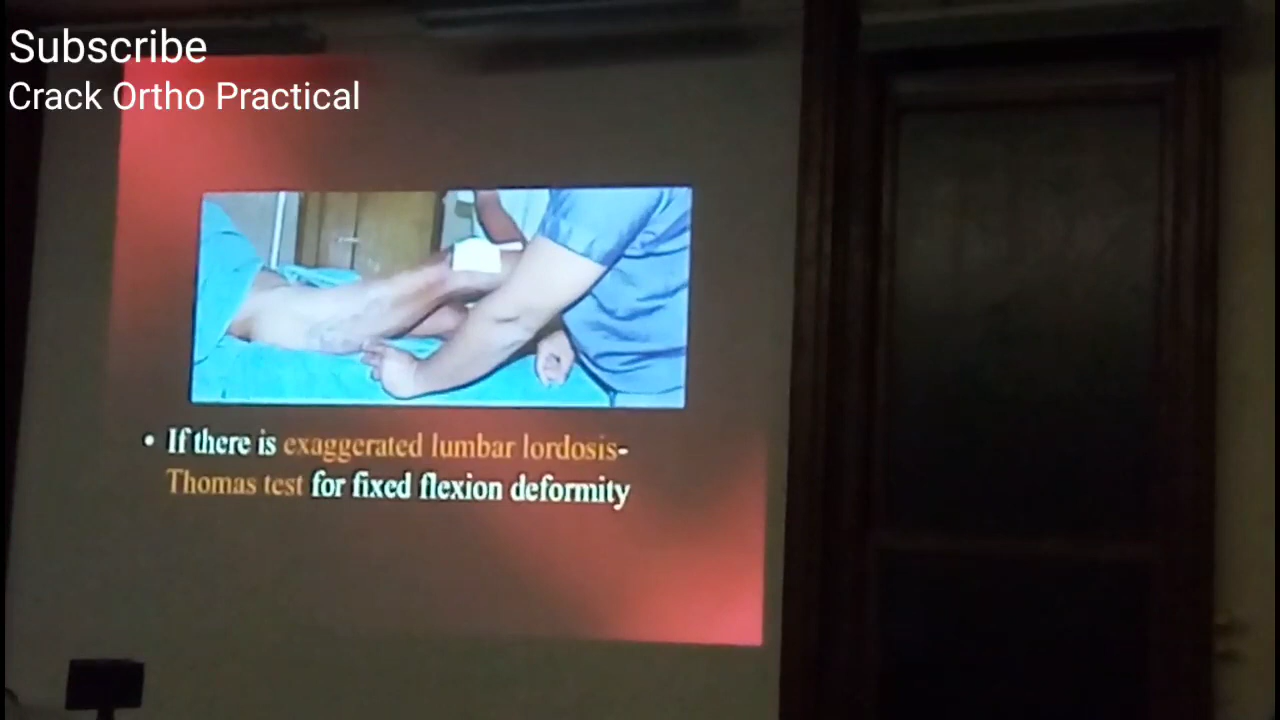 Subscribe
Crack Ortho Practical
• If there is exaggerated lumbar lordosis-
Thomas test for fixed flexion deformity